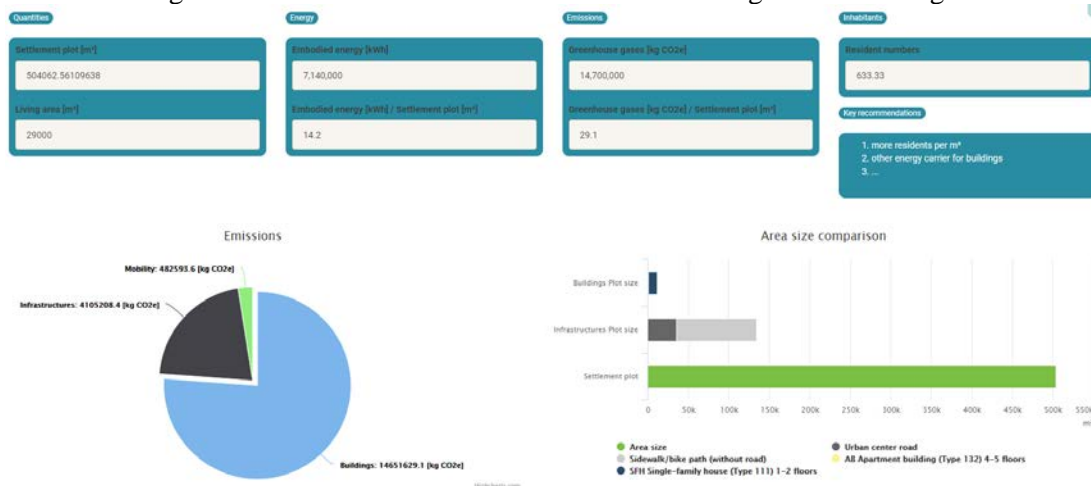 Quantities
Settlement plot [m²]
504062.56109638
Living area [m²]
29000
Energy
Embodied energy [kWh]
7,140,000
Embodied energy [kWh] / Settlement plot [m²]
14.2
Emissions
Greenhouse gases [kg CO2e]
14,700,000
Greenhouse gases [kg CO2e] / Settlement plot [m²]
29.1
Inhabitants
Resident numbers
633.33
Key recommendations
1. more residents per m²
2. other energy carrier for buildings
3. ...
Emissions
Mobility: 482593.6 [kg CO2e]
Infrastructures: 4105208.4 [kg CO2e]
Buildings: 14651629.1 [kg CO2e]
Area size comparison
Buildings Plot size
Infrastructures Plot size
Settlement plot
0 50k 100k 150k 200k 250k 300k 350k 400k 450k 500k 550k
Area size
Urban center road
Sidewalk/bike path (without road)
AB Apartment building (Type 132) 4-5 floors
SFH Single-family house (Type 111) 1-2 floors